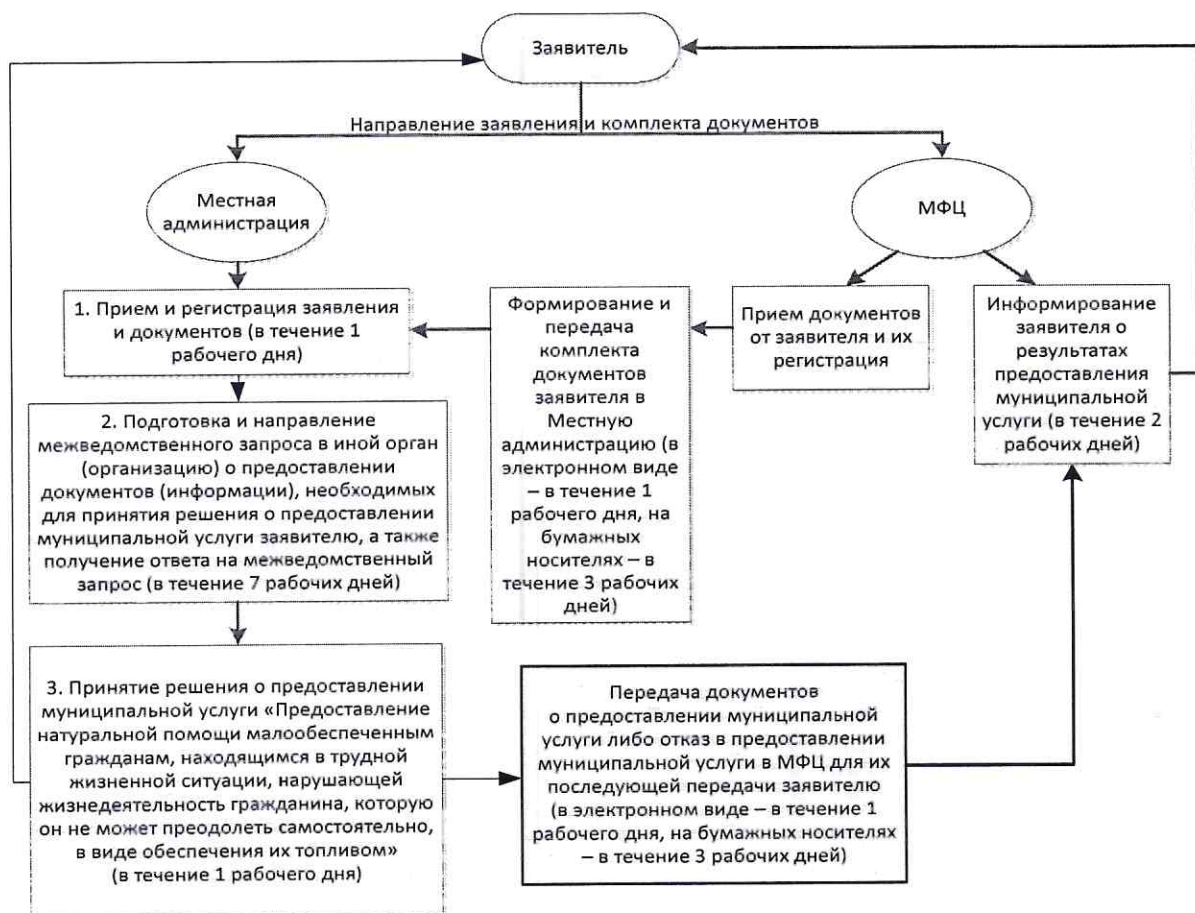 Заявитель
Направление заявления и комплекта документов
Местная
администрация
МФЦ
1. Прием и регистрация заявления
и документов (в течение 1
рабочего дня)
Формирование и
передача
комплекта
документов
заявителя в
Местную
администрацию (в
электронном виде
– в течение 1
рабочего дня, на
бумажных
носителях – в
течение 3 рабочих
дней)
Прием документов
от заявителя и их
регистрация
Информирование
заявителя о
результатах
предоставления
муниципальной
услуги (в течение 2
рабочих дней)
2. Подготовка и направление
межведомственного запроса в иной орган
(организацию) о предоставлении
документов (информации), необходимых
для принятия решения о предоставлении
муниципальной услуги заявителю, а также
получение ответа на межведомственный
запрос (в течение 7 рабочих дней)
3. Принятие решения о предоставлении
муниципальной услуги «Предоставление
натуральной помощи малообеспеченным
гражданам, находящимся в трудной
жизненной ситуации, нарушающей
жизнедеятельность гражданина, которую
он не может преодолеть самостоятельно,
в виде обеспечения их топливом»
(в течение 1 рабочего дня)
Передача документов
о предоставлении муниципальной
услуги либо отказ в предоставлении
муниципальной услуги в МФЦ для их
последующей передачи заявителю
(в электронном виде – в течение 1
рабочего дня, на бумажных носителях
– в течение 3 рабочих дней)